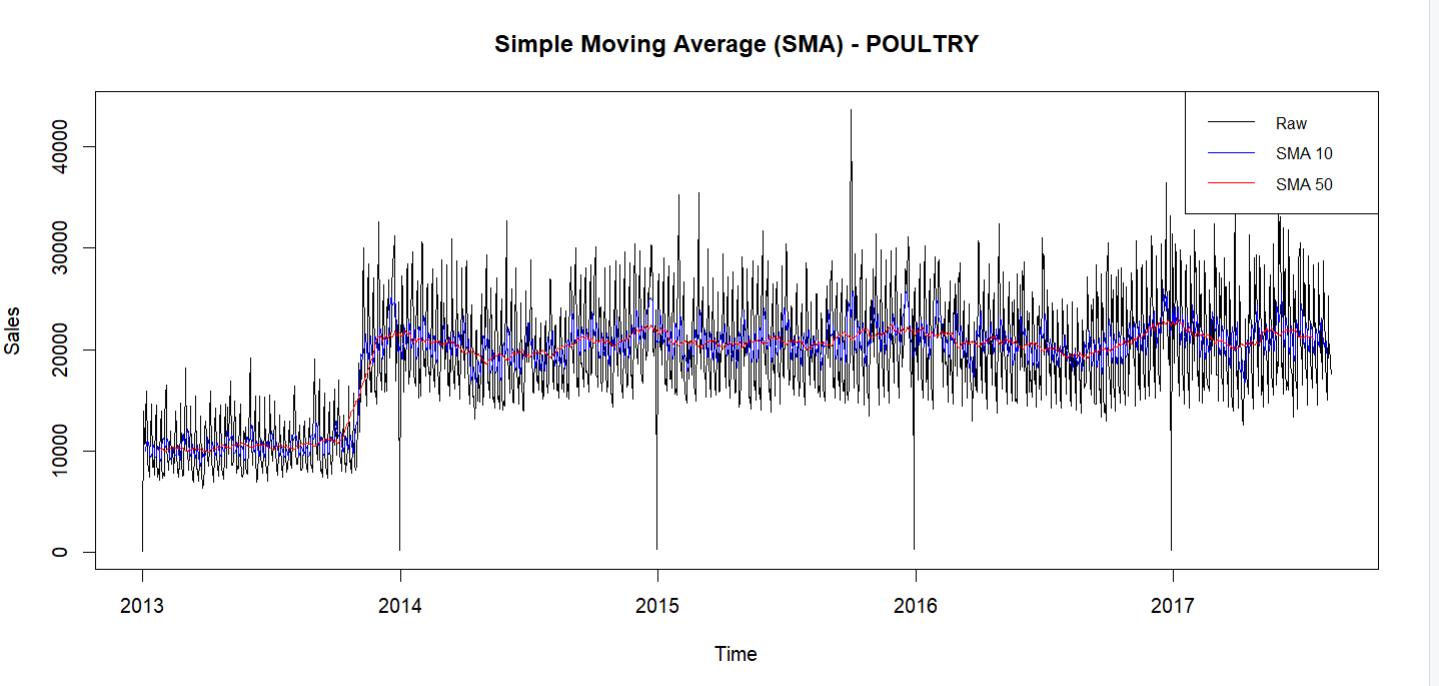 Simple Moving Average (SMA) - POULTRY
Raw
SMA 10
SMA 50
40000
30000
20000
10000
0
Sales
2013 2014 2015 2016 2017
Time